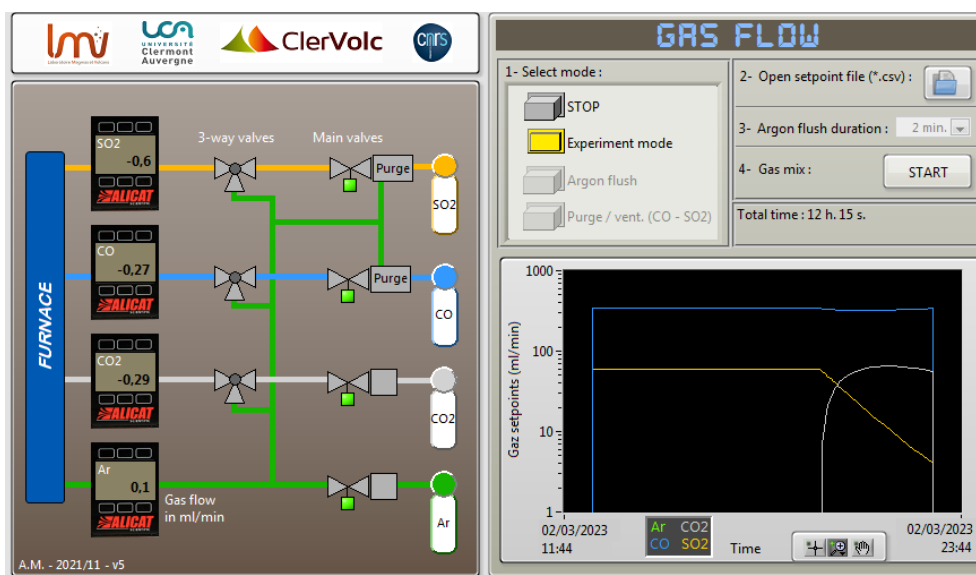 lmv
Laboratoire Magmas et Volcans
UCA
UNIVERSITÉ
Clermont
Auvergne
ClerVolc
cnrs
GAS FLOW
1- Select mode :
STOP
Experiment mode
Argon flush
Purge / vent. (CO - SO2)
2- Open setpoint file (*.csv) :
3- Argon flush duration :
2 min.
4- Gas mix :
START
Total time : 12 h. 15 s.
3-way valves
Main valves
FURNACE
SO2
-0,6
ALICAT
Purge
SO2
CO
-0,27
ALICAT
Purge
CO
CO2
-0,29
ALICAT
CO2
Ar
0,1
ALICAT
Gas flow
in ml/min
Ar
A.M. - 2021/11 - v5
Gaz setpoints (ml/min)
1000
100
10
1
02/03/2023
11:44
Ar CO2
CO SO2
Time
02/03/2023
23:44